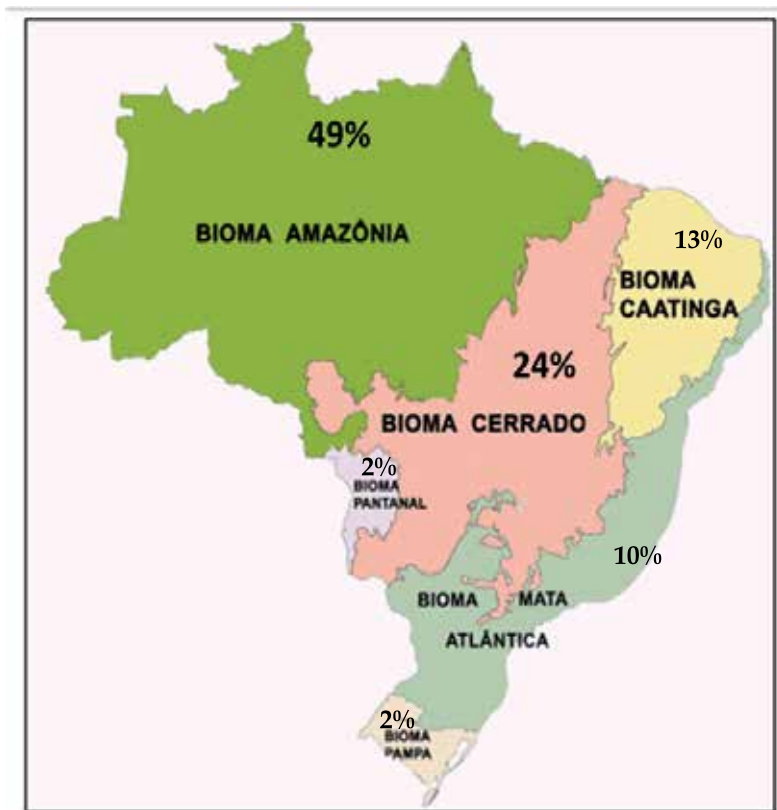 49%
BIOMA AMAZÔNIA
13%
BIOMA
CAATINGA
24%
BIOMA CERRADO
2%
BIOMA
PANTANAL
10%
BIOMA MATA
ATLÂNTICA
2%
BIOMA
PAMPA